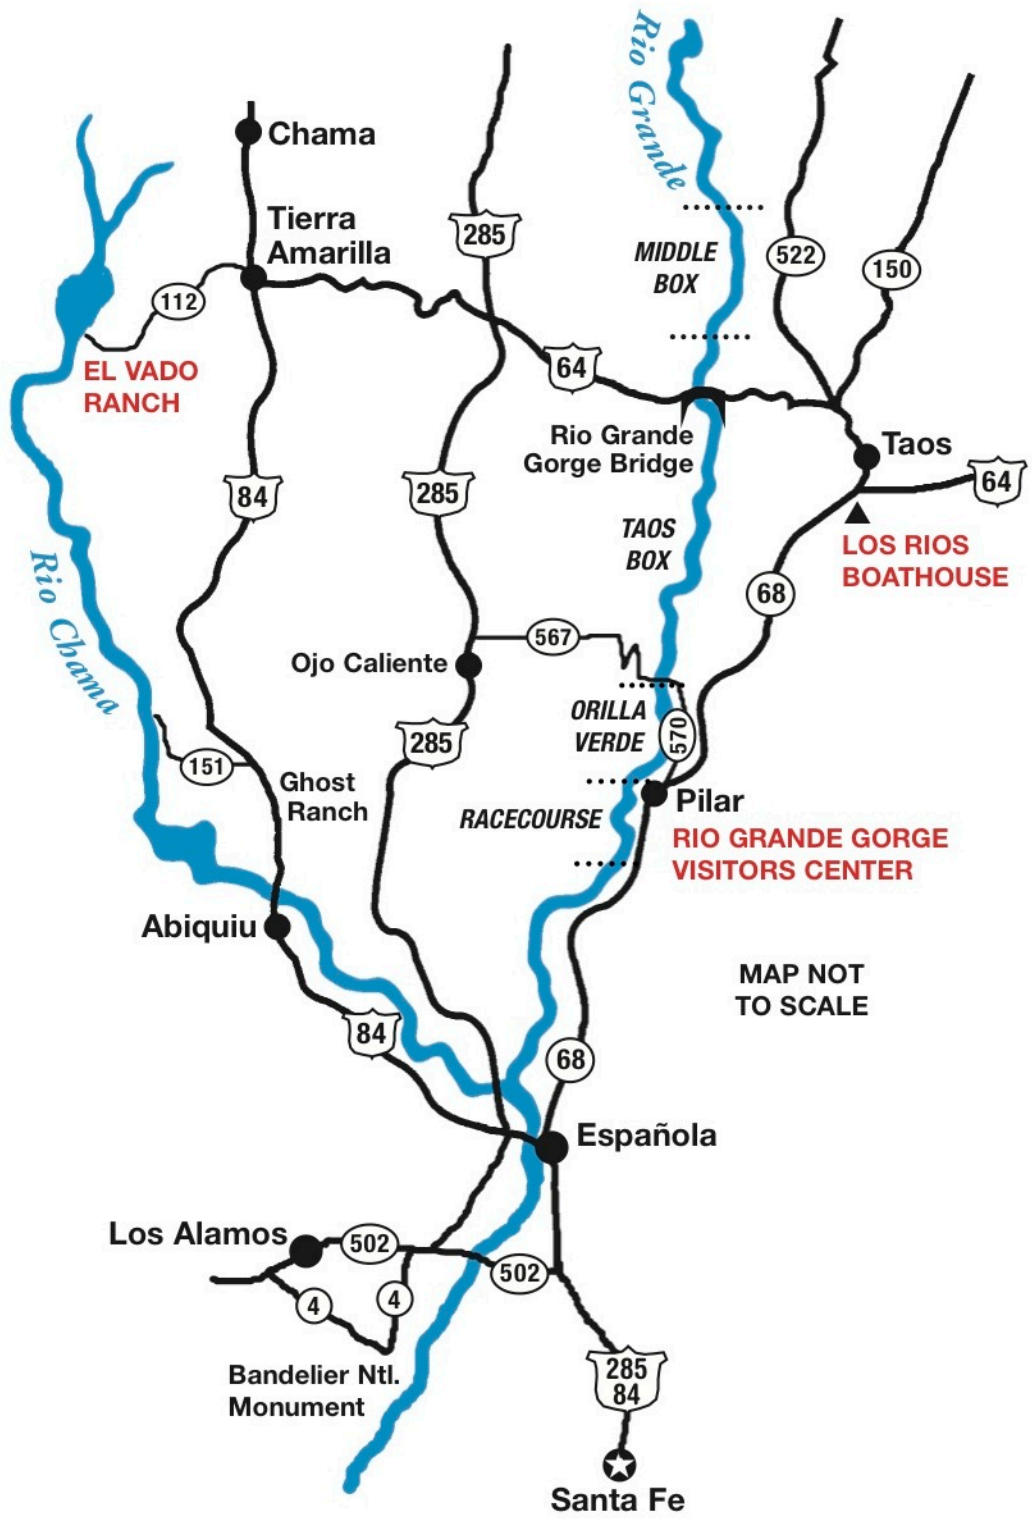 Rio Grande
Chama
Tierra
Amarilla
285
MIDDLE
BOX
522
150
112
EL VADO
RANCH
64
Rio Grande
Gorge Bridge
Taos
64
84
285
TAOS
BOX
LOS RIOS
BOATHOUSE
Rio Chama
68
567
Ojo Caliente
ORILLA
VERDE
570
285
151
Ghost
Ranch
RACECOURSE
Pilar
RIO GRANDE GORGE
VISITORS CENTER
Abiquiu
MAP NOT
TO SCALE
84
68
Española
Los Alamos
502
502
4
4
Bandelier Ntl.
Monument
285
84
Santa Fe